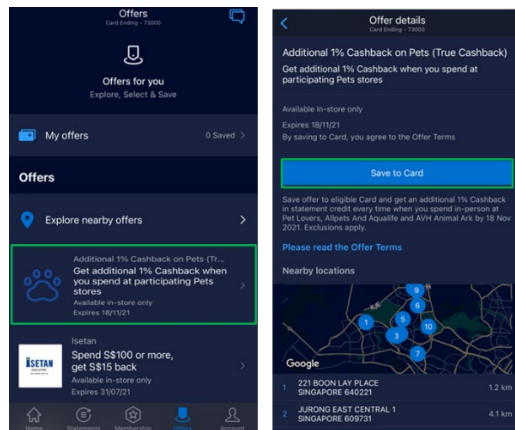 Offers
Card Ending - 73000
Offers for you
Explore, Select & Save
My offers
0 Saved >
Offers
Explore nearby offers
Additional 1% Cashback on Pets (Tr...
Get additional 1% Cashback when
you spend at participating Pets
stores
Available in-store only
Expires 18/11/21
ISETAN
Isetan
Spend S$100 or more,
get S$15 back
Available in-store only
Expires 31/07/21
Home
Statements
Membership
Offers
Account
Offer details
Card Ending - 73000
Additional 1% Cashback on Pets (True Cashback)
Get additional 1% Cashback when you spend at
participating Pets stores
Available in-store only
Expires 18/11/21
By saving to Card, you agree to the Offer Terms
Save to Card
Save offer to eligible Card and get an additional 1% Cashback
in statement credit every time when you spend in-person at
Pet Lovers, Allpets And Aqualife and AVH Animal Ark by 18 Nov
2021. Exclusions apply.
Please read the Offer Terms
Nearby locations
9
6
1
5
10
3
7
Google
1 221 BOON LAY PLACE
SINGAPORE 640221
1.2 km
2 JURONG EAST CENTRAL 1
SINGAPORE 609731
4.1 km